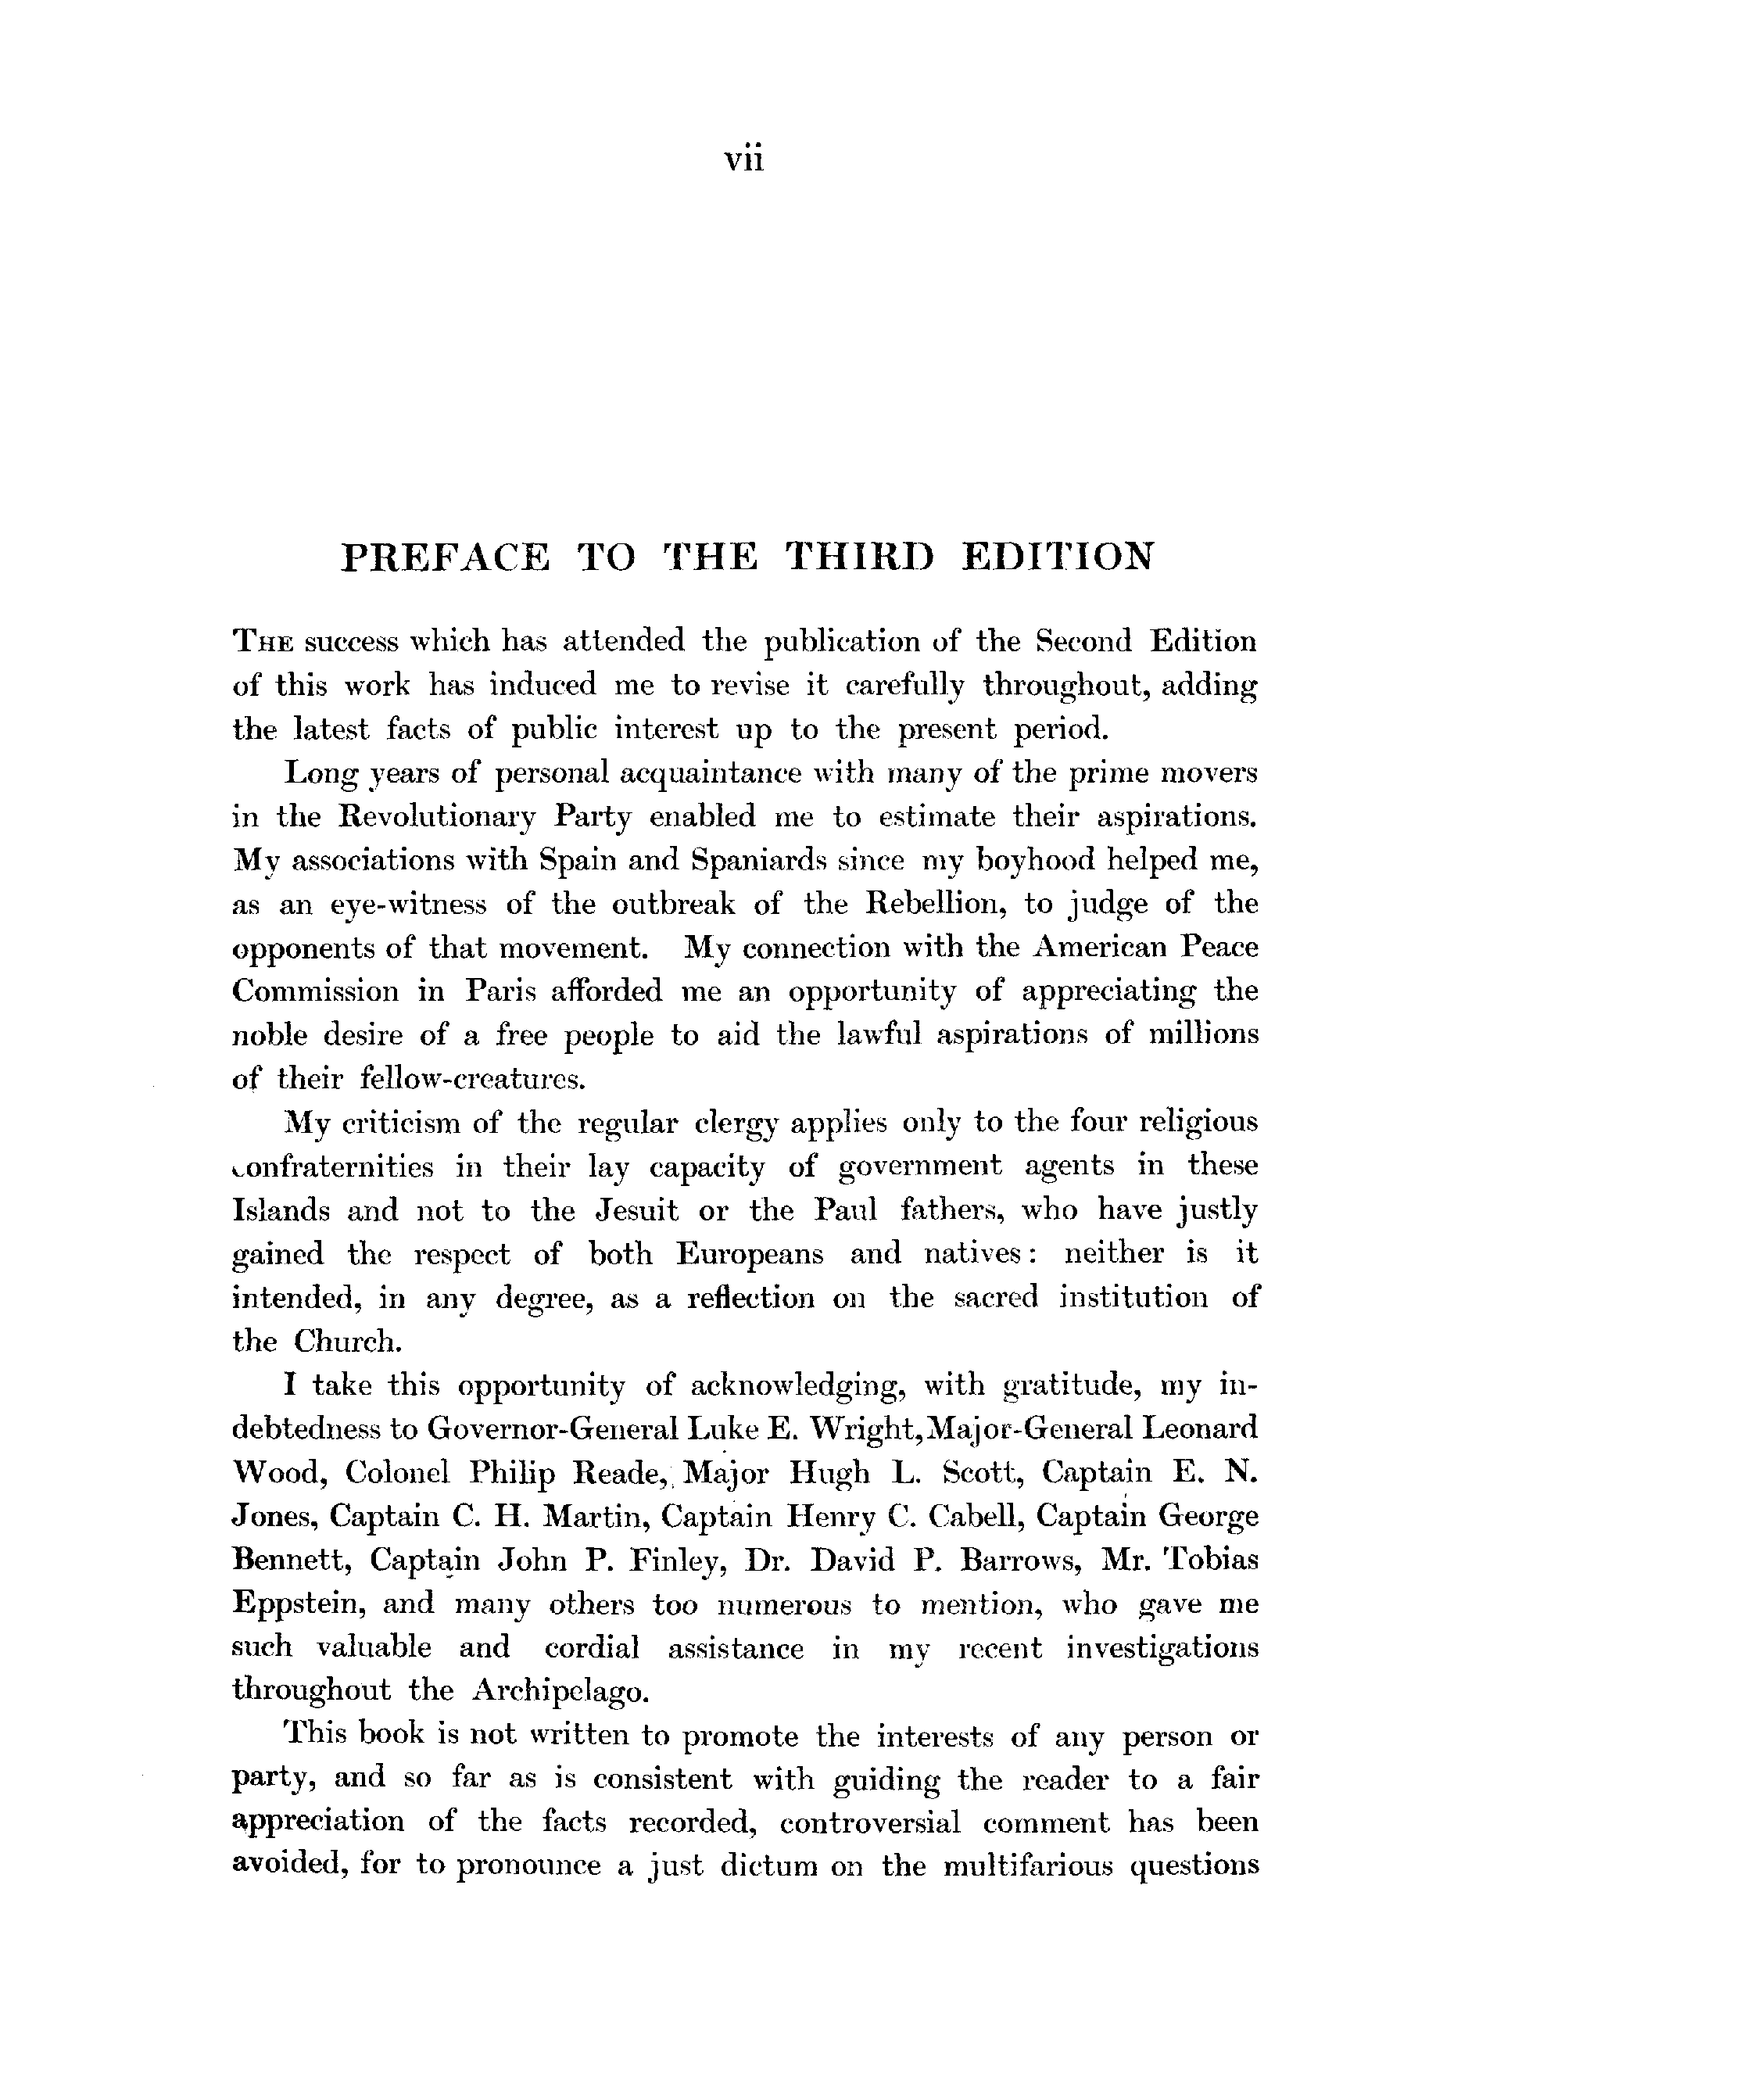 vii
PREFACE TO THE THIRD EDITION
THE success which has attended the publication of the Second Edition
of this work has induced me to revise it carefully throughout, adding
the latest facts of public interest up to the present period.
Long years of personal acquaintance with many of the prime movers
in the Revolutionary Party enabled me to estimate their aspirations.
My associations with Spain and Spaniards since my boyhood helped me,
as an eye-witness of the outbreak of the Rebellion, to judge of the
opponents of that movement. My connection with the American Peace
Commission in Paris afforded me an opportunity of appreciating the
noble desire of a free people to aid the lawful aspirations of millions
of their fellow-creatures.
My criticism of the regular clergy applies only to the four religious
confraternities in their lay capacity of government agents in these
Islands and not to the Jesuit or the Paul fathers, who have justly
gained the respect of both Europeans and natives: neither is it
intended, in any degree, as a reflection on the sacred institution of
the Church.
I take this opportunity of acknowledging, with gratitude, my in-
debtedness to Governor-General Luke E. Wright, Major-General Leonard
Wood, Colonel Philip Reade, Major Hugh L. Scott, Captain E. N.
Jones, Captain C. H. Martin, Captain Henry C. Cabell, Captain George
Bennett, Captain John P. Finley, Dr. David P. Barrows, Mr. Tobias
Eppstein, and many others too numerous to mention, who gave me
such valuable and cordial assistance in my recent investigations
throughout the Archipelago.
This book is not written to promote the interests of any person or
party, and so far as is consistent with guiding the reader to a fair
appreciation of the facts recorded, controversial comment has been
avoided, for to pronounce a just dictum on the multifarious questions